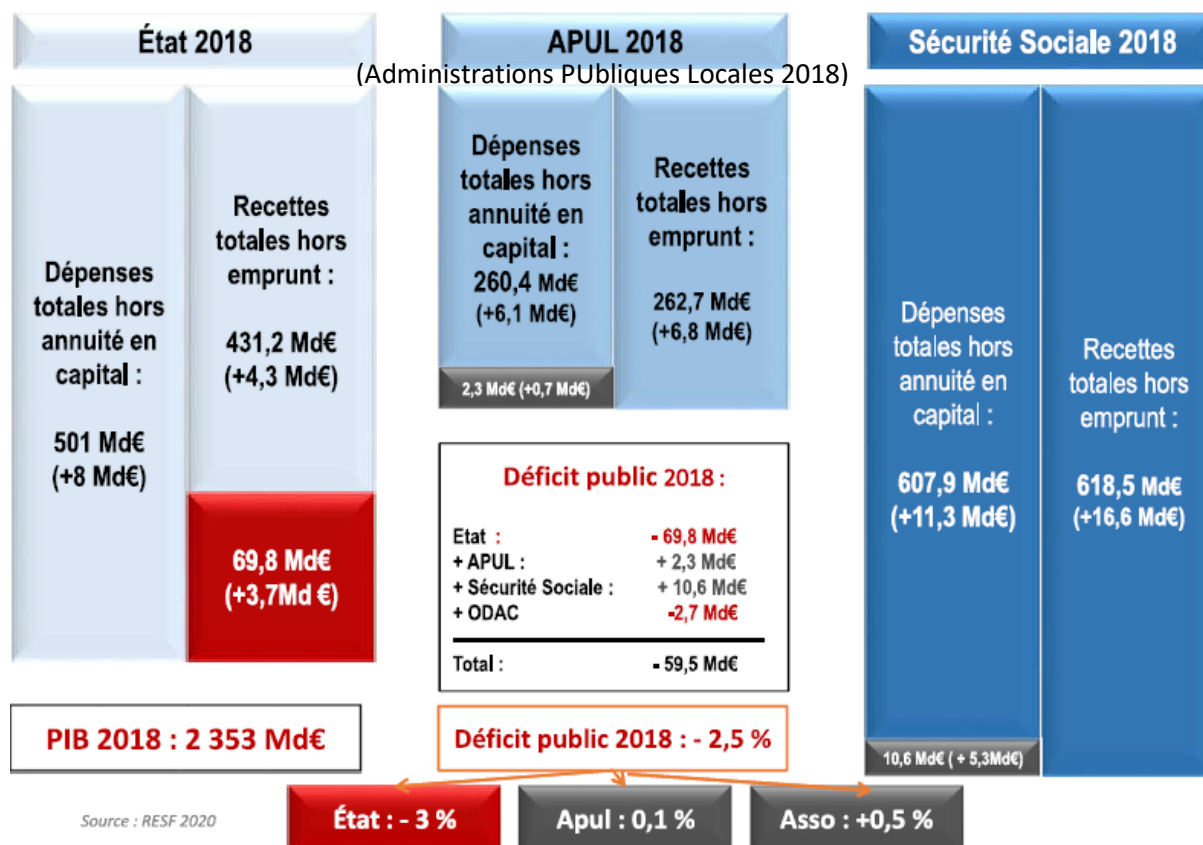 État 2018
Dépenses
totales hors
annuité en
capital :
501 Md€
(+8 Md€)
Recettes
totales hors
emprunt :
431,2 Md€
(+4,3 Md€)
69,8 Md€
(+3,7Md €)
APUL 2018
(Administrations PUbliques Locales 2018)
Dépenses
totales hors
annuité en
capital :
260,4 Md€
(+6,1 Md€)
2,3 Md€ (+0,7 Md€)
Recettes
totales hors
emprunt :
262,7 Md€
(+6,8 Md€)
Sécurité Sociale 2018
Dépenses
totales hors
annuité en
capital :
607,9 Md€
(+11,3 Md€)
10,6 Md€ ( + 5,3Md€)
Recettes
totales hors
emprunt :
618,5 Md€
(+16,6 Md€)
Déficit public 2018 :
Etat : - 69,8 Md€
+ APUL : + 2,3 Md€
+ Sécurité Sociale : + 10,6 Md€
+ ODAC -2,7 Md€
Total : - 59,5 Md€
PIB 2018 : 2 353 Md€
Déficit public 2018 : - 2,5 %
Source : RESF 2020
État : - 3 %
Apul : 0,1 %
Asso : +0,5 %